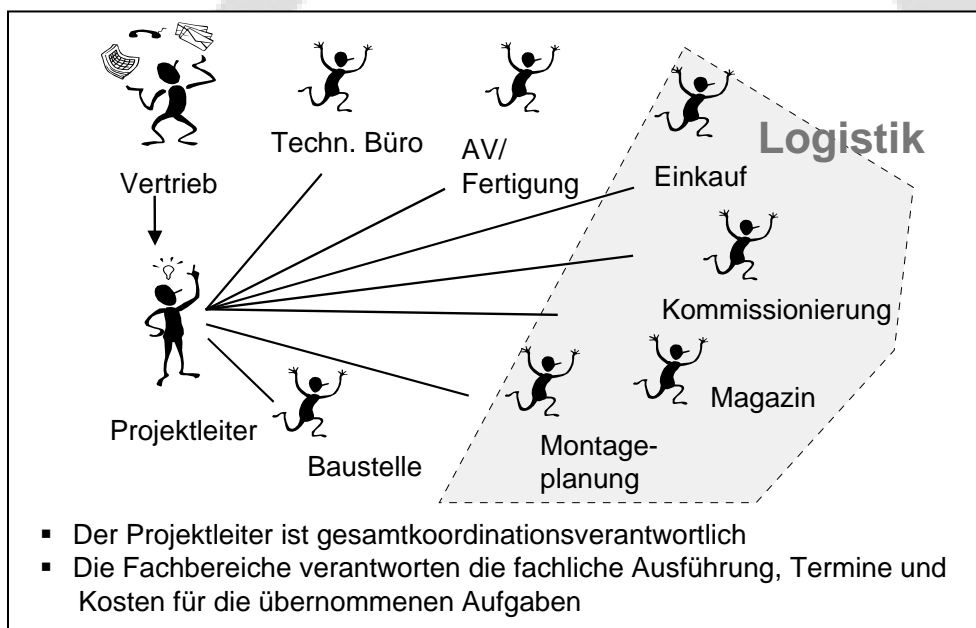 Logistik
Techn. Büro
AV/
Fertigung
Einkauf
Vertrieb
Kommissionierung
Magazin
Projektleiter
Baustelle
Montage-
planung
▪ Der Projektleiter ist gesamtkoordinationsverantwortlich
▪ Die Fachbereiche verantworten die fachliche Ausführung, Termine und
Kosten für die übernommenen Aufgaben